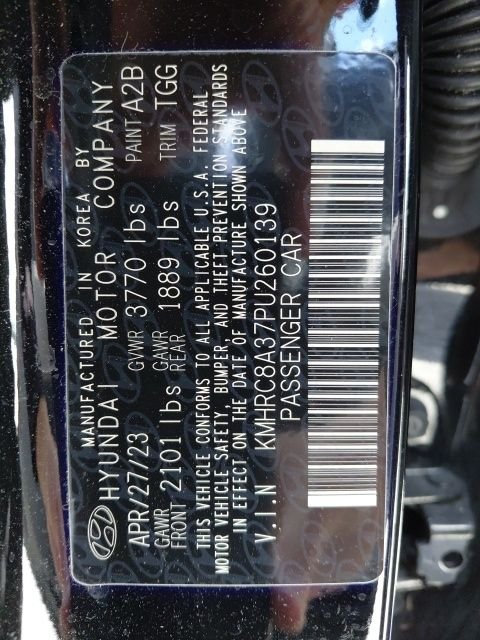 MANUFACTURED IN KOREA BY
HYUNDAI MOTOR COMPANY
APR/27/23 GVWR 3770 lbs PAINT A2B
GAWR FRONT 2101 lbs GAWR REAR 1889 lbs TRIM TGG
THIS VEHICLE CONFORMS TO ALL APPLICABLE U.S.A. FEDERAL
MOTOR VEHICLE SAFETY, BUMPER, AND THEFT PREVENTION STANDARDS
IN EFFECT ON THE DATE OF MANUFACTURE SHOWN ABOVE
V.I.N KMHRC8A37PU260139
PASSENGER CAR